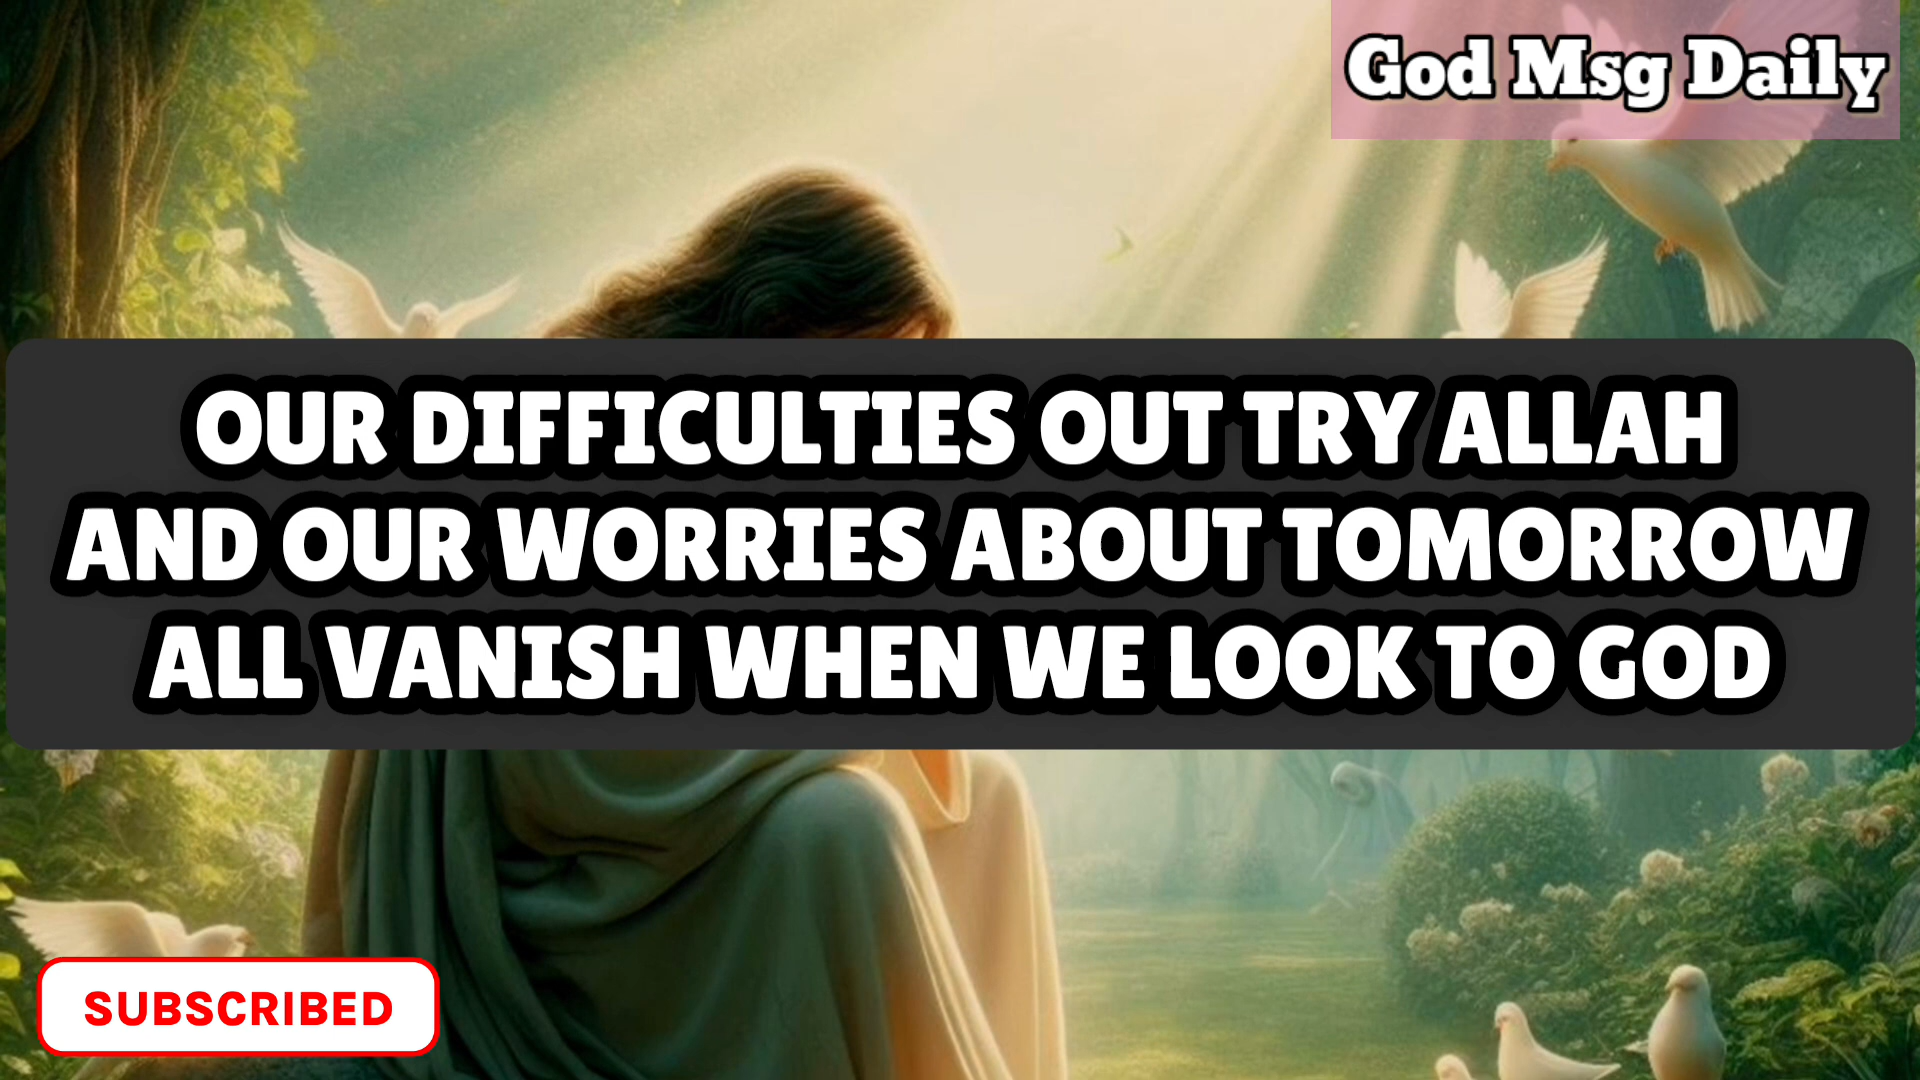 God Msg Daily
OUR DIFFICULTIES OUT TRY ALLAH
AND OUR WORRIES ABOUT TOMORROW
ALL VANISH WHEN WE LOOK TO GOD
SUBSCRIBED